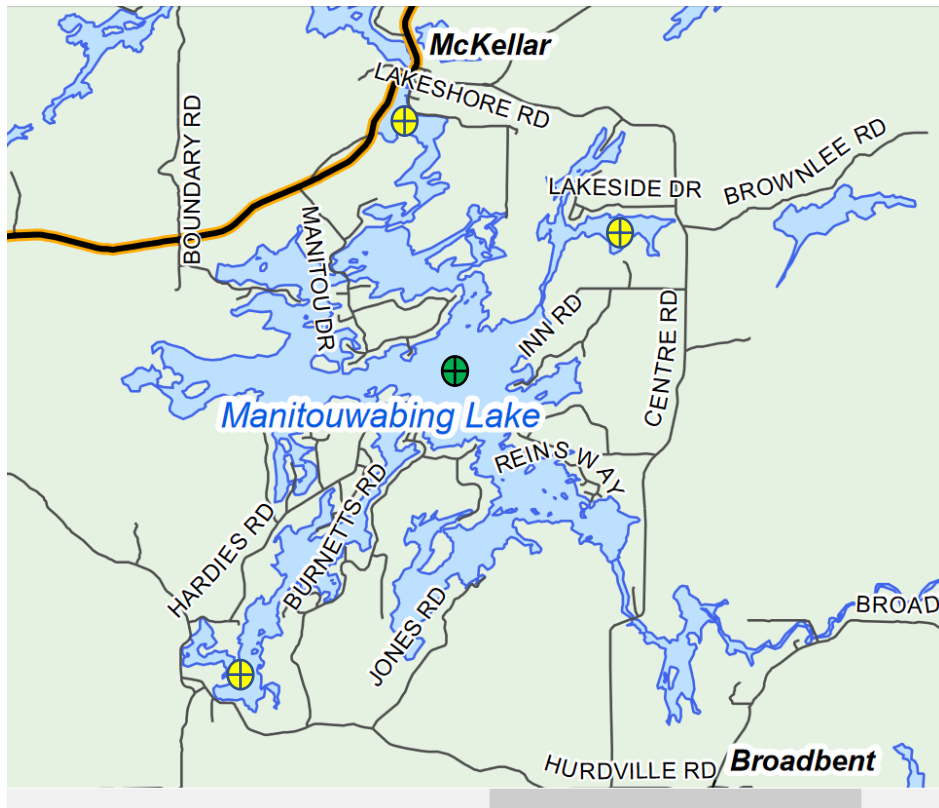 McKellar
LAKESHORE RD
BOUNDARY RD
BROWNLEE RD
LAKESIDE DR
MANITOU DR
INN RD
CENTRE RD
Manitouwabing Lake
REINS WAY
HARDIES RD
BURNETTS RD
JONES RD
BROAD
HURDVILLE RD
Broadbent